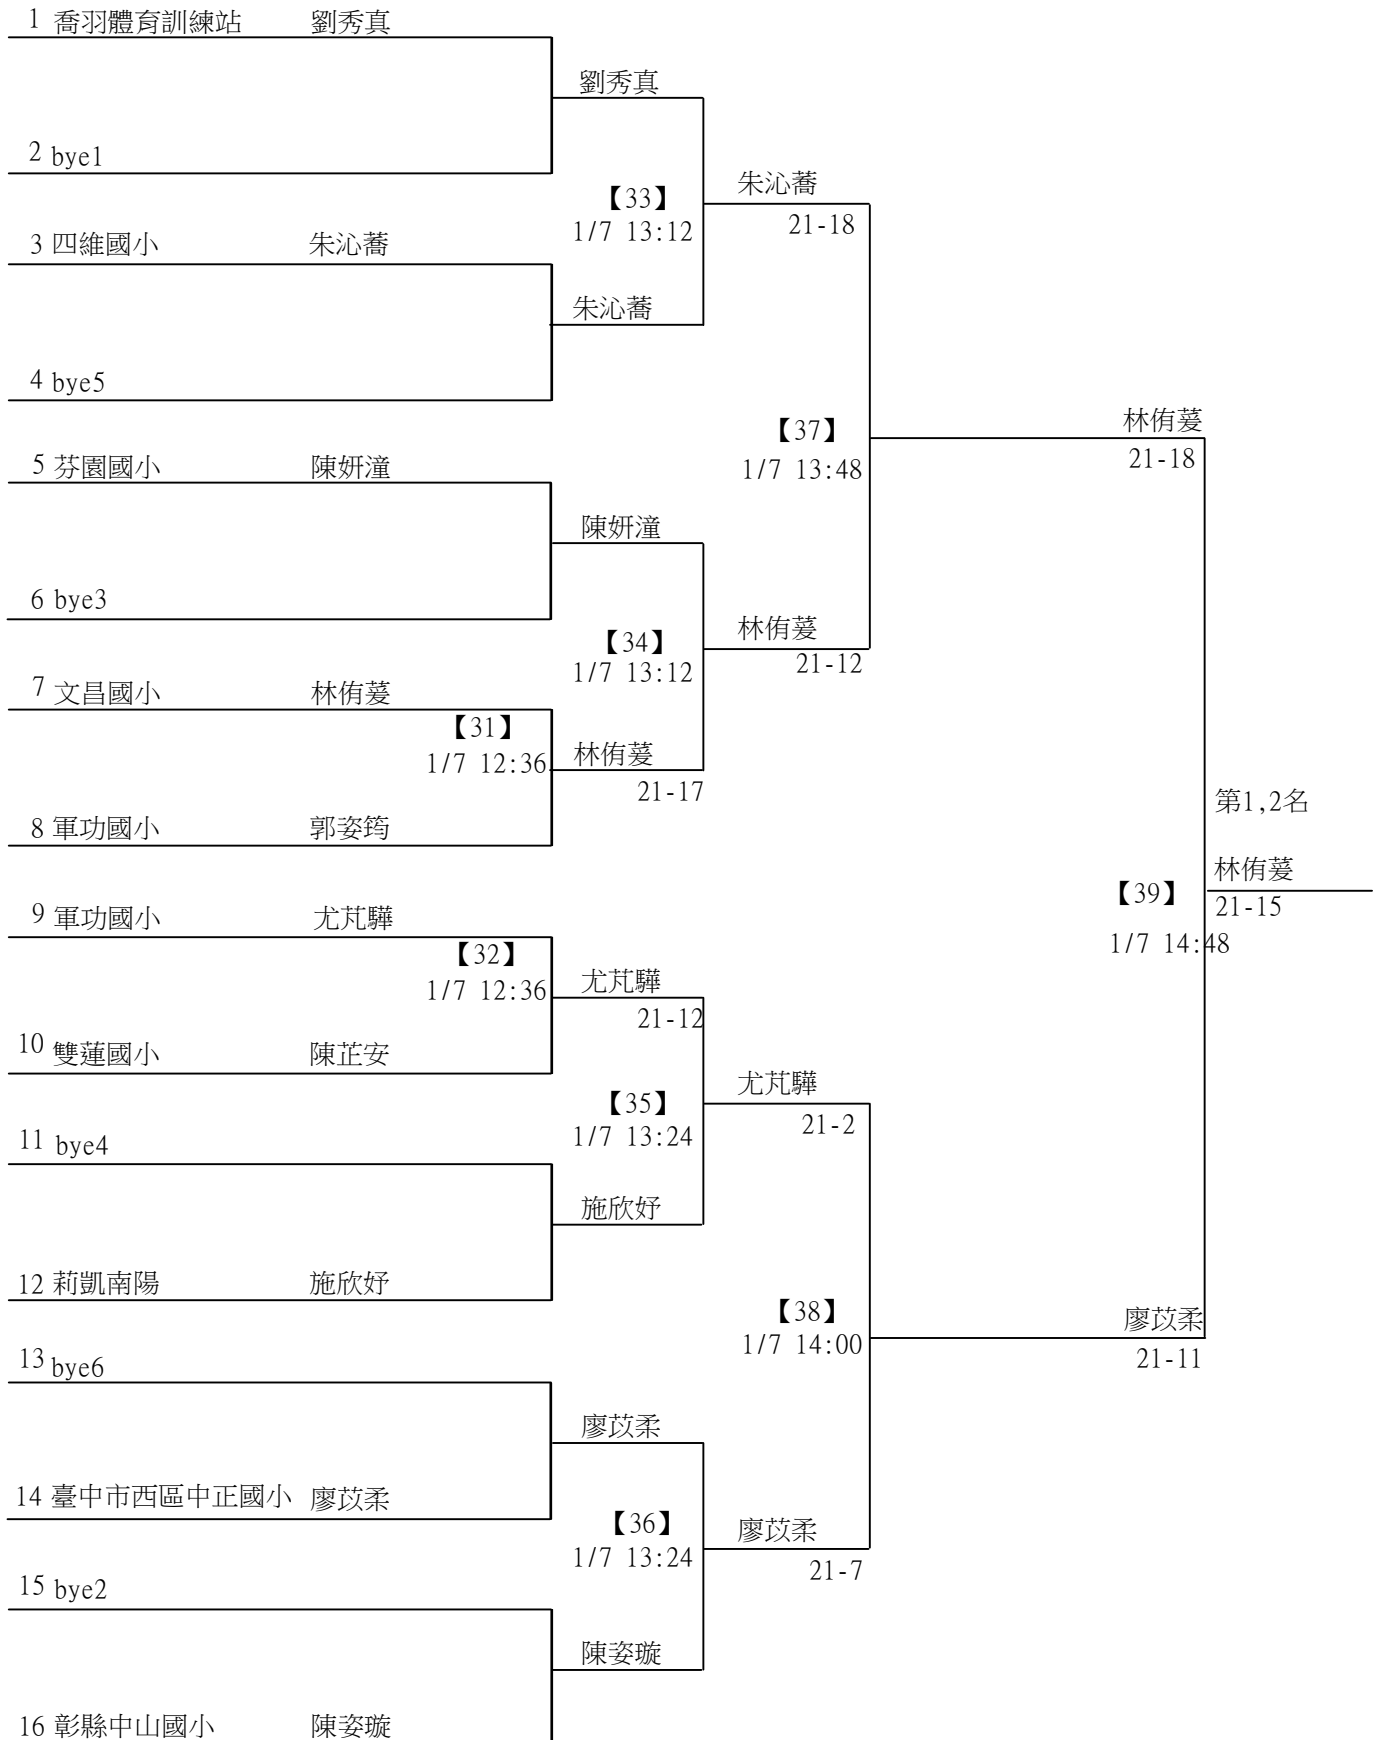 1 喬羽體育訓練站 劉秀真
劉秀真
2 bye1
【33】
1/7 13:12
朱沁蕎
21-18
3 四維國小 朱沁蕎
朱沁蕎
4 bye5
【37】
1/7 13:48
林侑萲
21-18
5 芬園國小 陳妍潼
陳妍潼
6 bye3
【34】
1/7 13:12
林侑萲
21-12
7 文昌國小 林侑萲
【31】
1/7 12:36
林侑萲
21-17
8 軍功國小 郭姿筠
第1,2名
林侑萲
21-15
【39】
1/7 14:48
9 軍功國小 尤芃驊
【32】
1/7 12:36
尤芃驊
21-12
10 雙蓮國小 陳芷安
【35】
1/7 13:24
尤芃驊
21-2
11 bye4
施欣妤
12 莉凱南陽 施欣妤
【38】
1/7 14:00
廖苡柔
21-11
13 bye6
廖苡柔
14 臺中市西區中正國小 廖苡柔
【36】
1/7 13:24
廖苡柔
21-7
15 bye2
陳姿璇
16 彰縣中山國小 陳姿璇